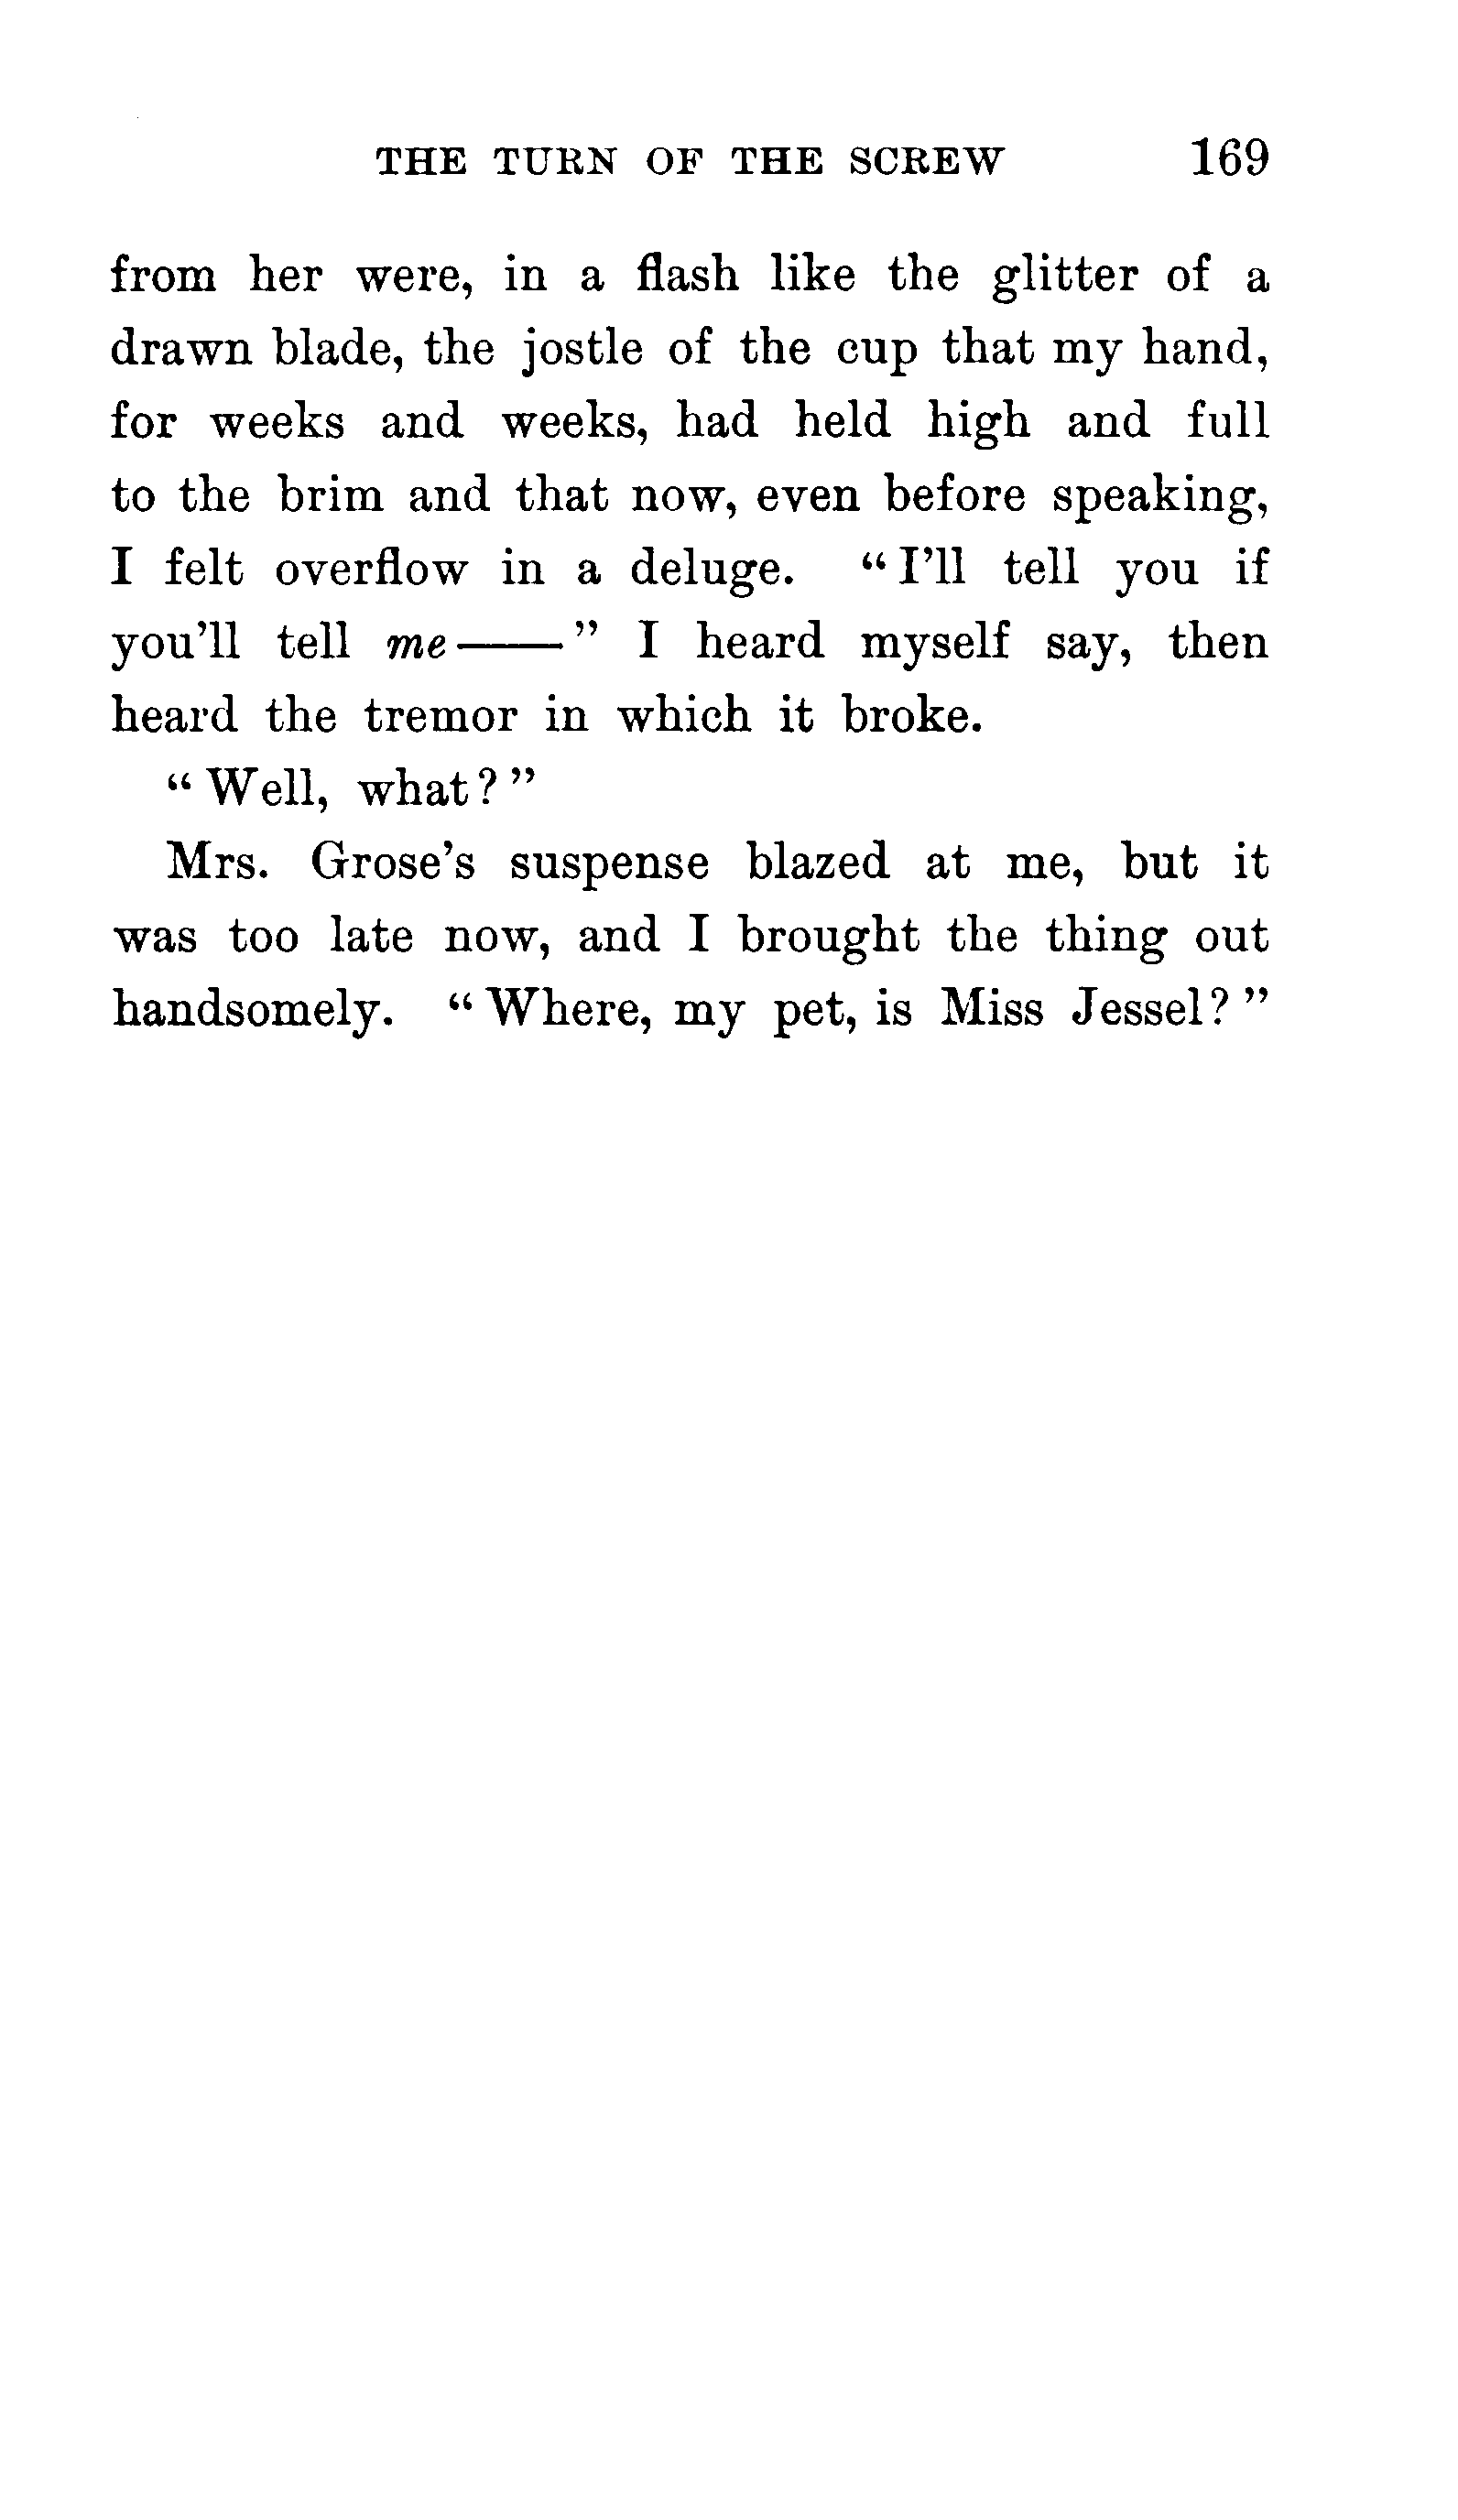 THE TURN OF THE SCREW 169
from her were, in a flash like the glitter of a
drawn blade, the jostle of the cup that my hand,
for weeks and weeks, had held high and full
to the brim and that now, even before speaking,
I felt overflow in a deluge. “I’ll tell you if
you’ll tell me——” I heard myself say, then
heard the tremor in which it broke.
“Well, what?”
Mrs. Grose’s suspense blazed at me, but it
was too late now, and I brought the thing out
handsomely. “Where, my pet, is Miss Jessel?”